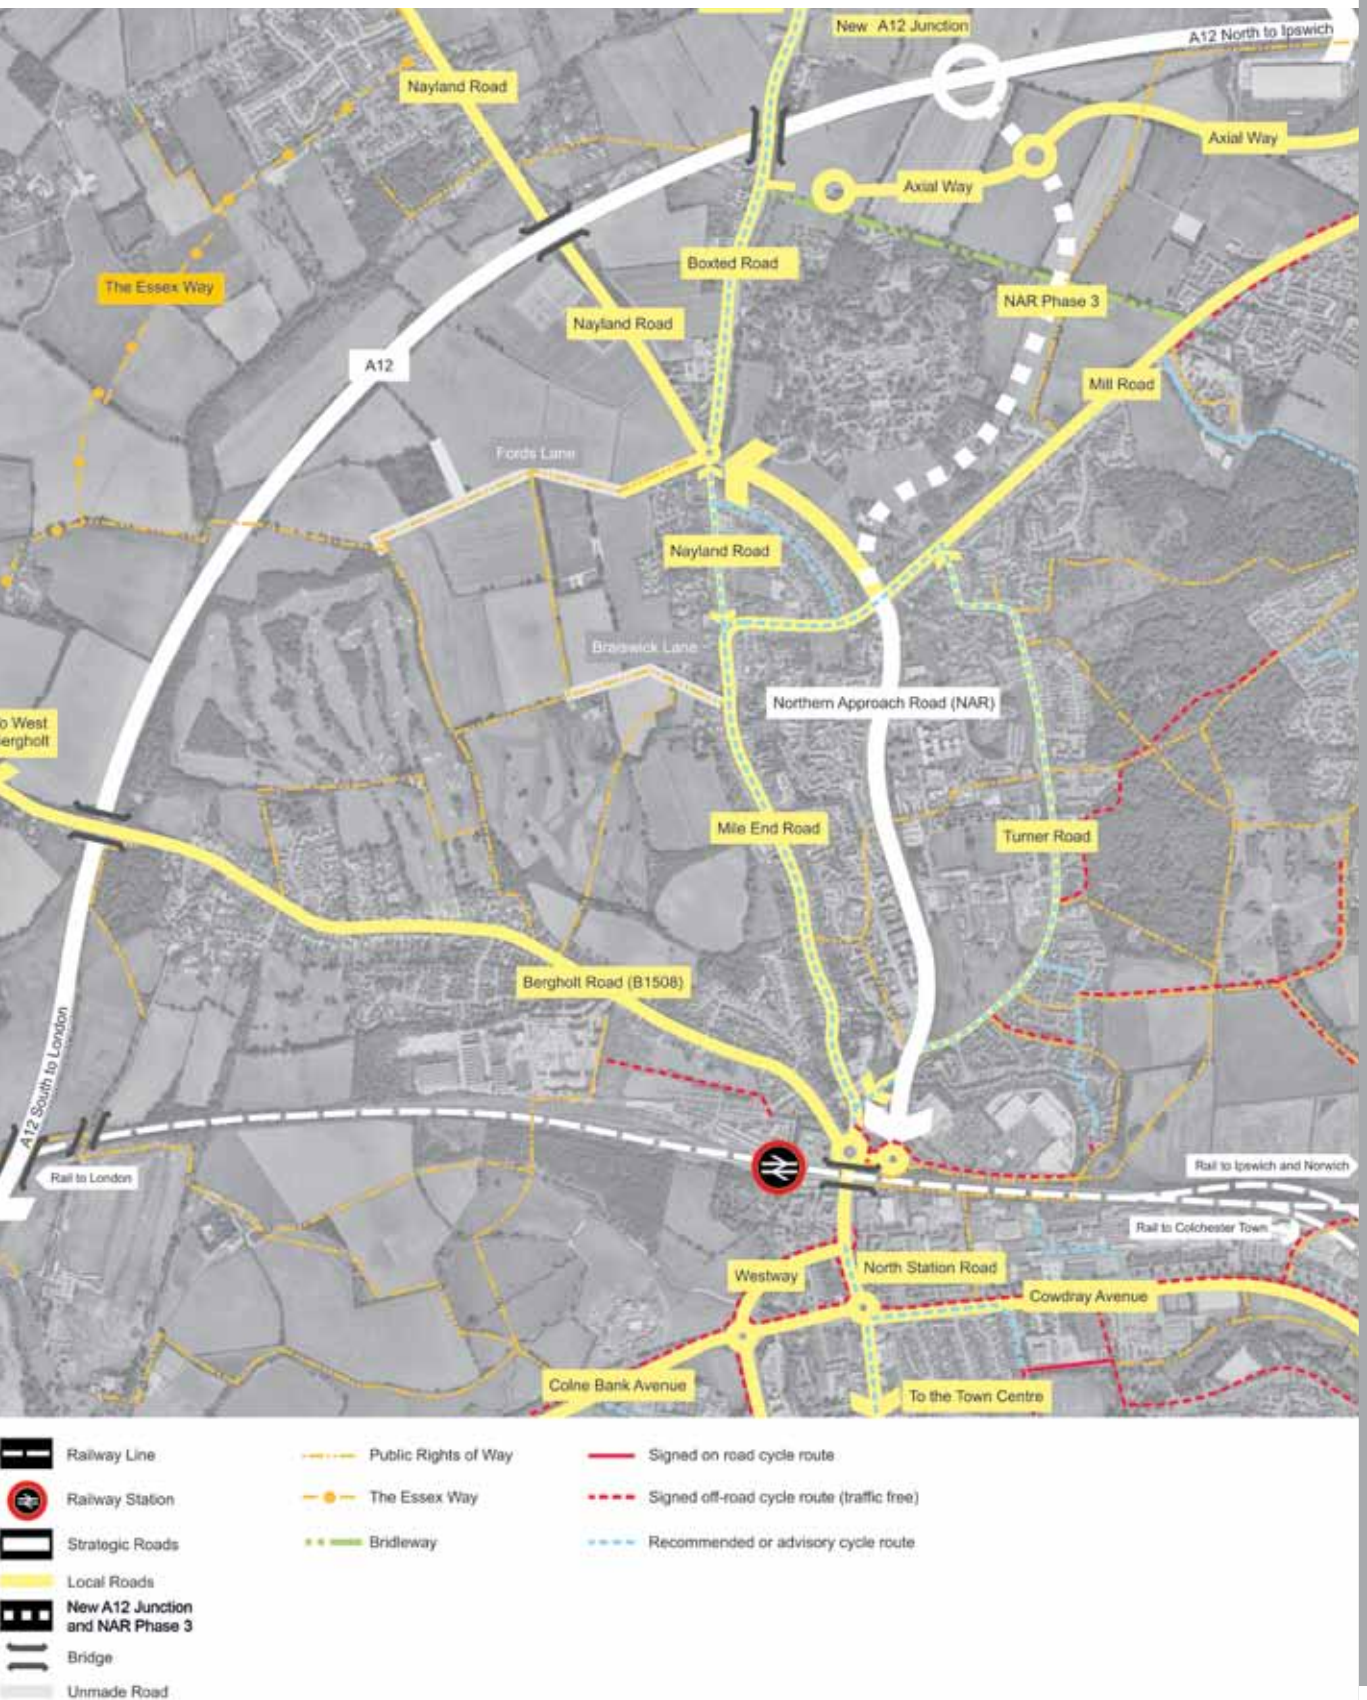 New A12 Junction
A12 North to Ipswich
Nayland Road
Axial Way
Axial Way
Boxted Road
The Essex Way
NAR Phase 3
Nayland Road
A12
Mill Road
Fords Lane
Nayland Road
Braiswick Lane
Northern Approach Road (NAR)
o West
ergholt
Mile End Road
Turner Road
Bergholt Road (B1508)
A12 South to London
Rail to London
Rail to Ipswich and Norwich
Rail to Colchester Town
North Station Road
Westway
Cowdray Avenue
Colne Bank Avenue
To the Town Centre
Railway Line
Railway Station
Strategic Roads
Local Roads
New A12 Junction
and NAR Phase 3
Bridge
Unmade Road
Public Rights of Way
The Essex Way
Bridleway
Signed on road cycle route
Signed off-road cycle route (traffic free)
Recommended or advisory cycle route